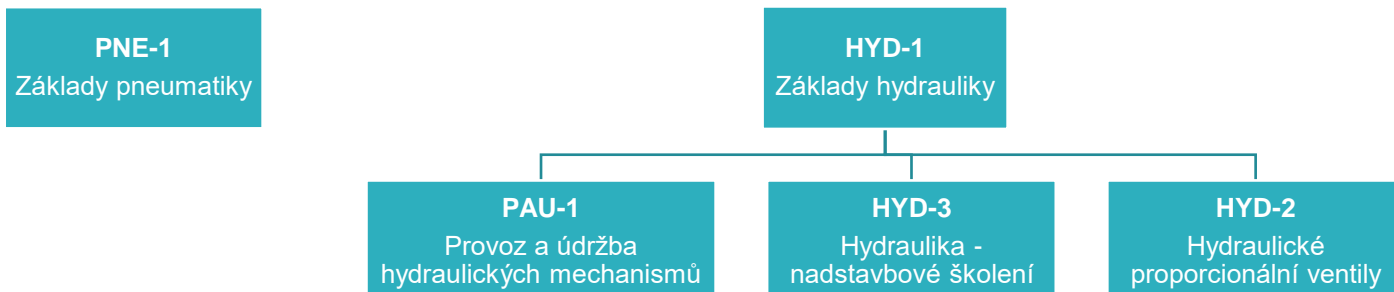 PNE-1
Základy pneumatiky
HYD-1
Základy hydrauliky
PAU-1
Provoz a údržba
hydraulických mechanismů
HYD-3
Hydraulika -
nadstavbové školení
HYD-2
Hydraulické
proporcionální ventily